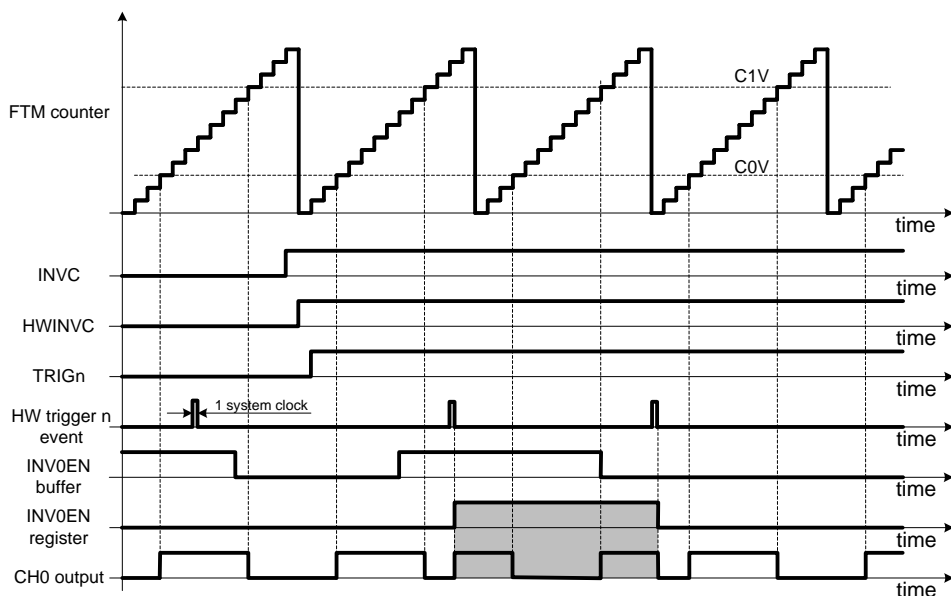 C1V
FTM counter
C0V
time
INVC
time
HWINVC
time
TRIGn
time
HW trigger n
event
1 system clock
time
INV0EN
buffer
time
INV0EN
register
time
CH0 output
time